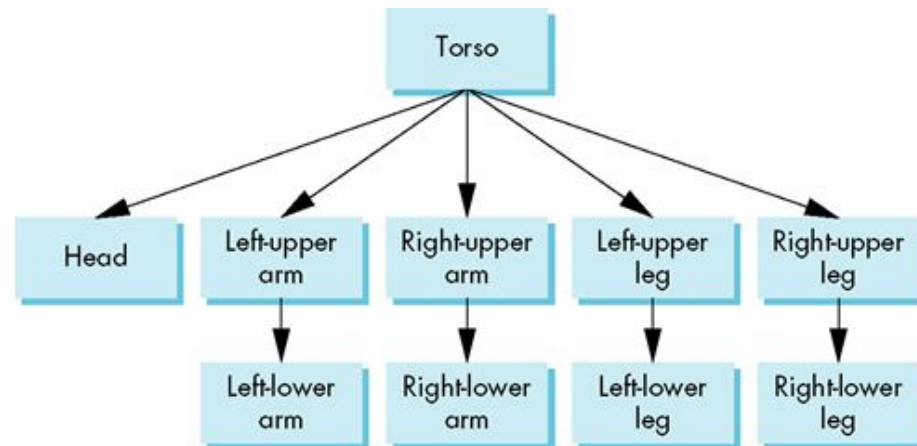 Torso
Head
Left-upper
arm
Right-upper
arm
Left-upper
leg
Right-upper
leg
Left-lower
arm
Right-lower
arm
Left-lower
leg
Right-lower
leg